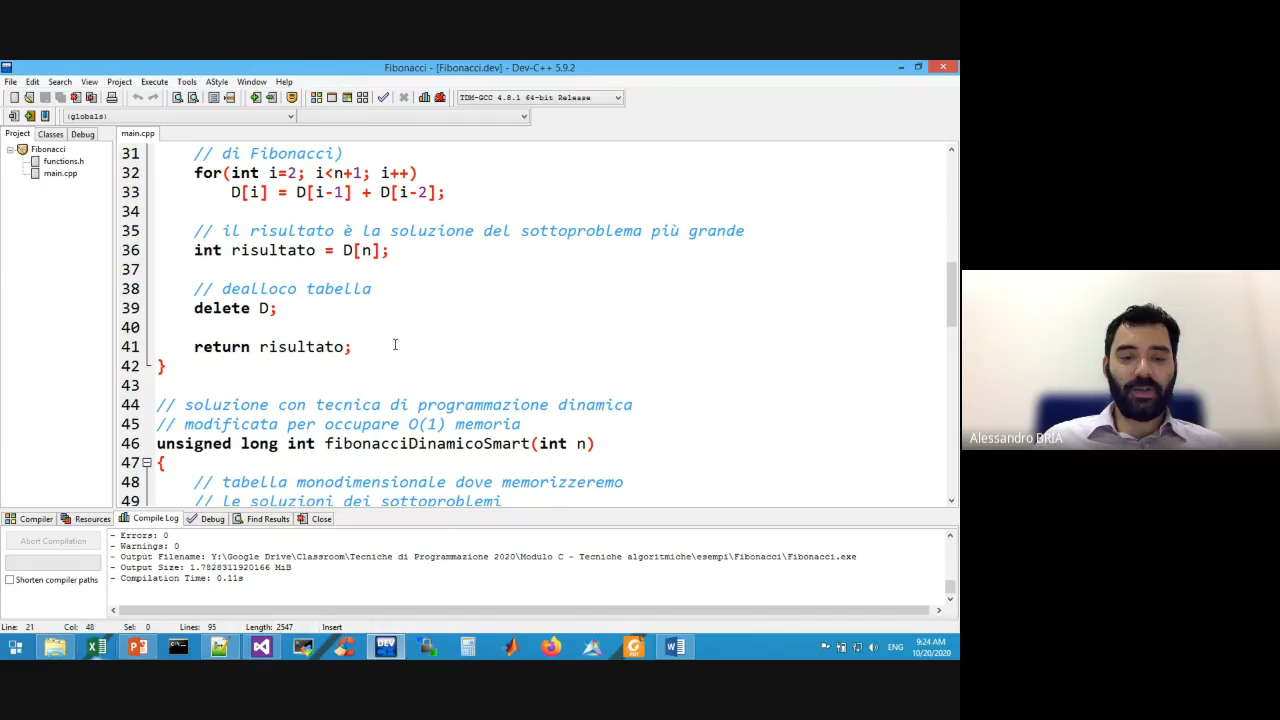 Fibonacci - [Fibonacci.dev] - Dev-C++ 5.9.2
File Edit Search View Project Execute Tools AStyle Window Help
TDM-GCC 4.8.1 64-bit Release
(globals)
Project Classes Debug
main.cpp
Fibonacci
functions.h
main.cpp
31 // di Fibonacci)
32 for(int i=2; i<n+1; i++)
33 D[i] = D[i-1] + D[i-2];
34
35 // il risultato è la soluzione del sottoproblema più grande
36 int risultato = D[n];
37
38 // dealloco tabella
39 delete D;
40
41 return risultato;
42 }
43
44 // soluzione con tecnica di programmazione dinamica
45 // modificata per occupare O(1) memoria
46 unsigned long int fibonacciDinamicoSmart(int n)
47 {
48 // tabella monodimensionale dove memorizzeremo
49 // le soluzioni dei sottoproblemi
Alessandro BRIA
Compiler Resources Compile Log Debug Find Results Close
Abort Compilation
Shorten compiler paths
- Errors: 0
- Warnings: 0
- Output Filename: Y:\Google Drive\Classroom\Tecniche di Programmazione 2020\Modulo C - Tecniche algoritmiche\esempi\Fibonacci\Fibonacci.exe
- Output Size: 1.7828311920166 MiB
- Compilation Time: 0.11s
Line: 21 Col: 48 Sel: 0 Lines: 95 Length: 2547 Insert
DEV
ENG
9:24 AM
10/20/2020